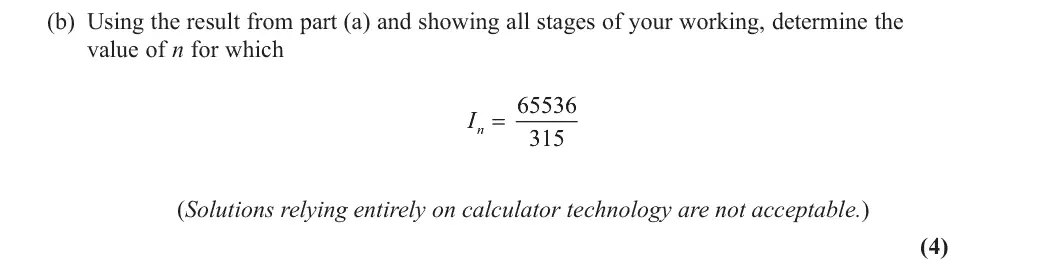 (b) Using the result from part (a) and showing all stages of your working, determine the
value of n for which
I_n = 65536/315
(Solutions relying entirely on calculator technology are not acceptable.)
(4)